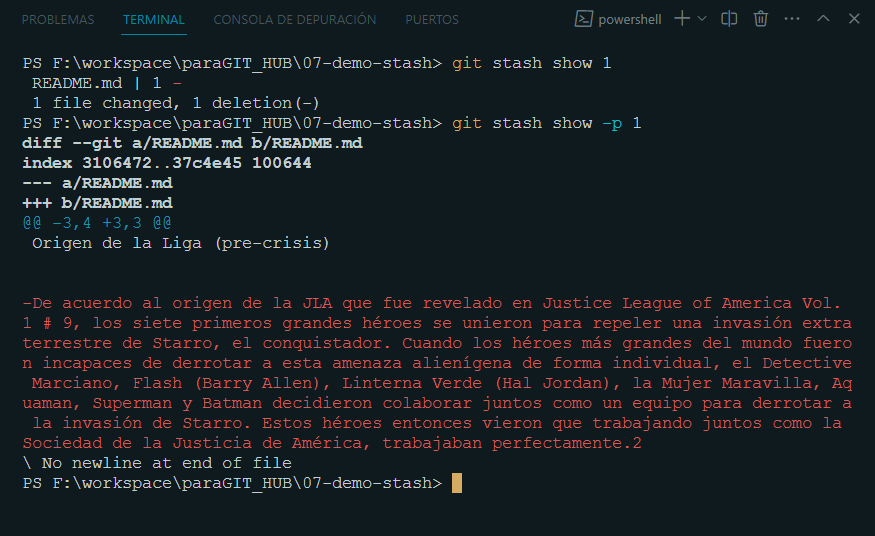 PROBLEMAS TERMINAL CONSOLA DE DEPURACIÓN PUERTOS powershell
PS F:\workspace\paraGIT_HUB\07-demo-stash> git stash show 1
 README.md | 1 -
 1 file changed, 1 deletion(-)
PS F:\workspace\paraGIT_HUB\07-demo-stash> git stash show -p 1
diff --git a/README.md b/README.md
index 3106472..37c4e45 100644
--- a/README.md
+++ b/README.md
@@ -3,4 +3,3 @@
 Origen de la Liga (pre-crisis)
-De acuerdo al origen de la JLA que fue revelado en Justice League of America Vol.
1 # 9, los siete primeros grandes héroes se unieron para repeler una invasión extra
terrestre de Starro, el conquistador. Cuando los héroes más grandes del mundo fuero
n incapaces de derrotar a esta amenaza alienígena de forma individual, el Detective
 Marciano, Flash (Barry Allen), Linterna Verde (Hal Jordan), la Mujer Maravilla, Aq
uaman, Superman y Batman decidieron colaborar juntos como un equipo para derrotar a
 la invasión de Starro. Estos héroes entonces vieron que trabajando juntos como la
Sociedad de la Justicia de América, trabajaban perfectamente.2
\ No newline at end of file
PS F:\workspace\paraGIT_HUB\07-demo-stash>